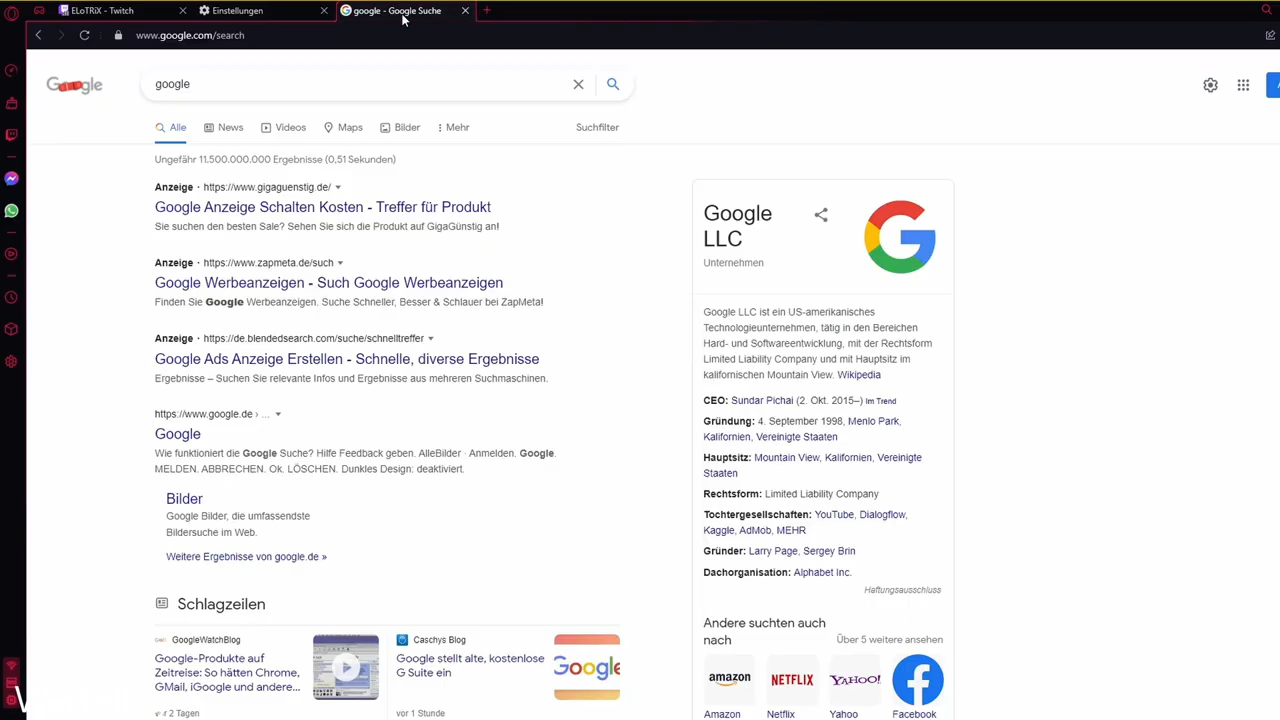 ELoTRiX - Twitch
Einstellungen
google - Google Suche
www.google.com/search
Google
google
Alle
News
Videos
Maps
Bilder
Mehr
Suchfilter
Ungefähr 11.500.000.000 Ergebnisse (0,51 Sekunden)
Anzeige · https://www.gigaguenstig.de/
Google Anzeige Schalten Kosten - Treffer für Produkt
Sie suchen den besten Sale? Sehen Sie sich die Produkt auf GigaGünstig an!
Anzeige · https://www.zapmeta.de/such
Google Werbeanzeigen - Such Google Werbeanzeigen
Finden Sie Google Werbeanzeigen. Suche Schneller, Besser & Schlauer bei ZapMeta!
Anzeige · https://de.blendedsearch.com/suche/schnelltreffer
Google Ads Anzeige Erstellen - Schnelle, diverse Ergebnisse
Ergebnisse – Suchen Sie relevante Infos und Ergebnisse aus mehreren Suchmaschinen.
https://www.google.de › ...
Google
Wie funktioniert die Google Suche? Hilfe Feedback geben. AlleBilder · Anmelden. Google.
MELDEN. ABBRECHEN. Ok. LÖSCHEN. Dunkles Design: deaktiviert.
Bilder
Google Bilder, die umfassendste
Bildersuche im Web.
Weitere Ergebnisse von google.de »
Schlagzeilen
GoogleWatchBlog
Google-Produkte auf
Zeitreise: So hätten Chrome,
GMail, iGoogle und andere...
vor 2 Tagen
Caschys Blog
Google stellt alte, kostenlose
G Suite ein
Google
vor 1 Stunde
Google
LLC
Unternehmen
Google LLC ist ein US-amerikanisches
Technologieunternehmen, tätig in den Bereichen
Hard- und Softwareentwicklung, mit der Rechtsform
Limited Liability Company und mit Hauptsitz im
kalifornischen Mountain View. Wikipedia
CEO: Sundar Pichai (2. Okt. 2015–) Im Trend
Gründung: 4. September 1998, Menlo Park,
Kalifornien, Vereinigte Staaten
Hauptsitz: Mountain View, Kalifornien, Vereinigte
Staaten
Rechtsform: Limited Liability Company
Tochtergesellschaften: YouTube, Dialogflow,
Kaggle, AdMob, MEHR
Gründer: Larry Page, Sergey Brin
Dachorganisation: Alphabet Inc.
Haftungsausschluss
Andere suchten auch
nach
Über 5 weitere ansehen
amazon
NETFLIX
YAHOO!
Amazon
Netflix
Yahoo
Facebook